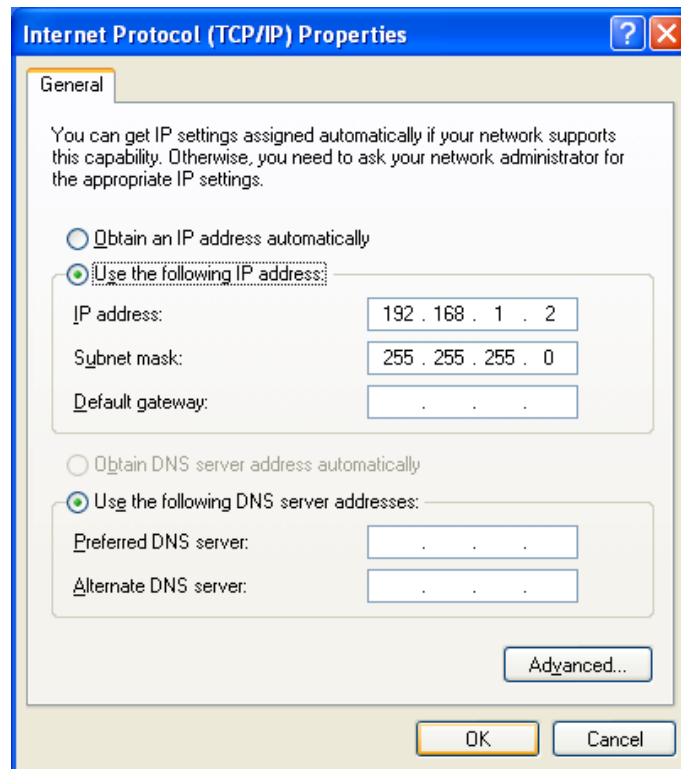 Internet Protocol (TCP/IP) Properties
General
You can get IP settings assigned automatically if your network supports
this capability. Otherwise, you need to ask your network administrator for
the appropriate IP settings.
Obtain an IP address automatically
Use the following IP address:
IP address: 192 . 168 . 1 . 2
Subnet mask: 255 . 255 . 255 . 0
Default gateway: . . .
Obtain DNS server address automatically
Use the following DNS server addresses:
Preferred DNS server: . . .
Alternate DNS server: . . .
Advanced...
OK Cancel